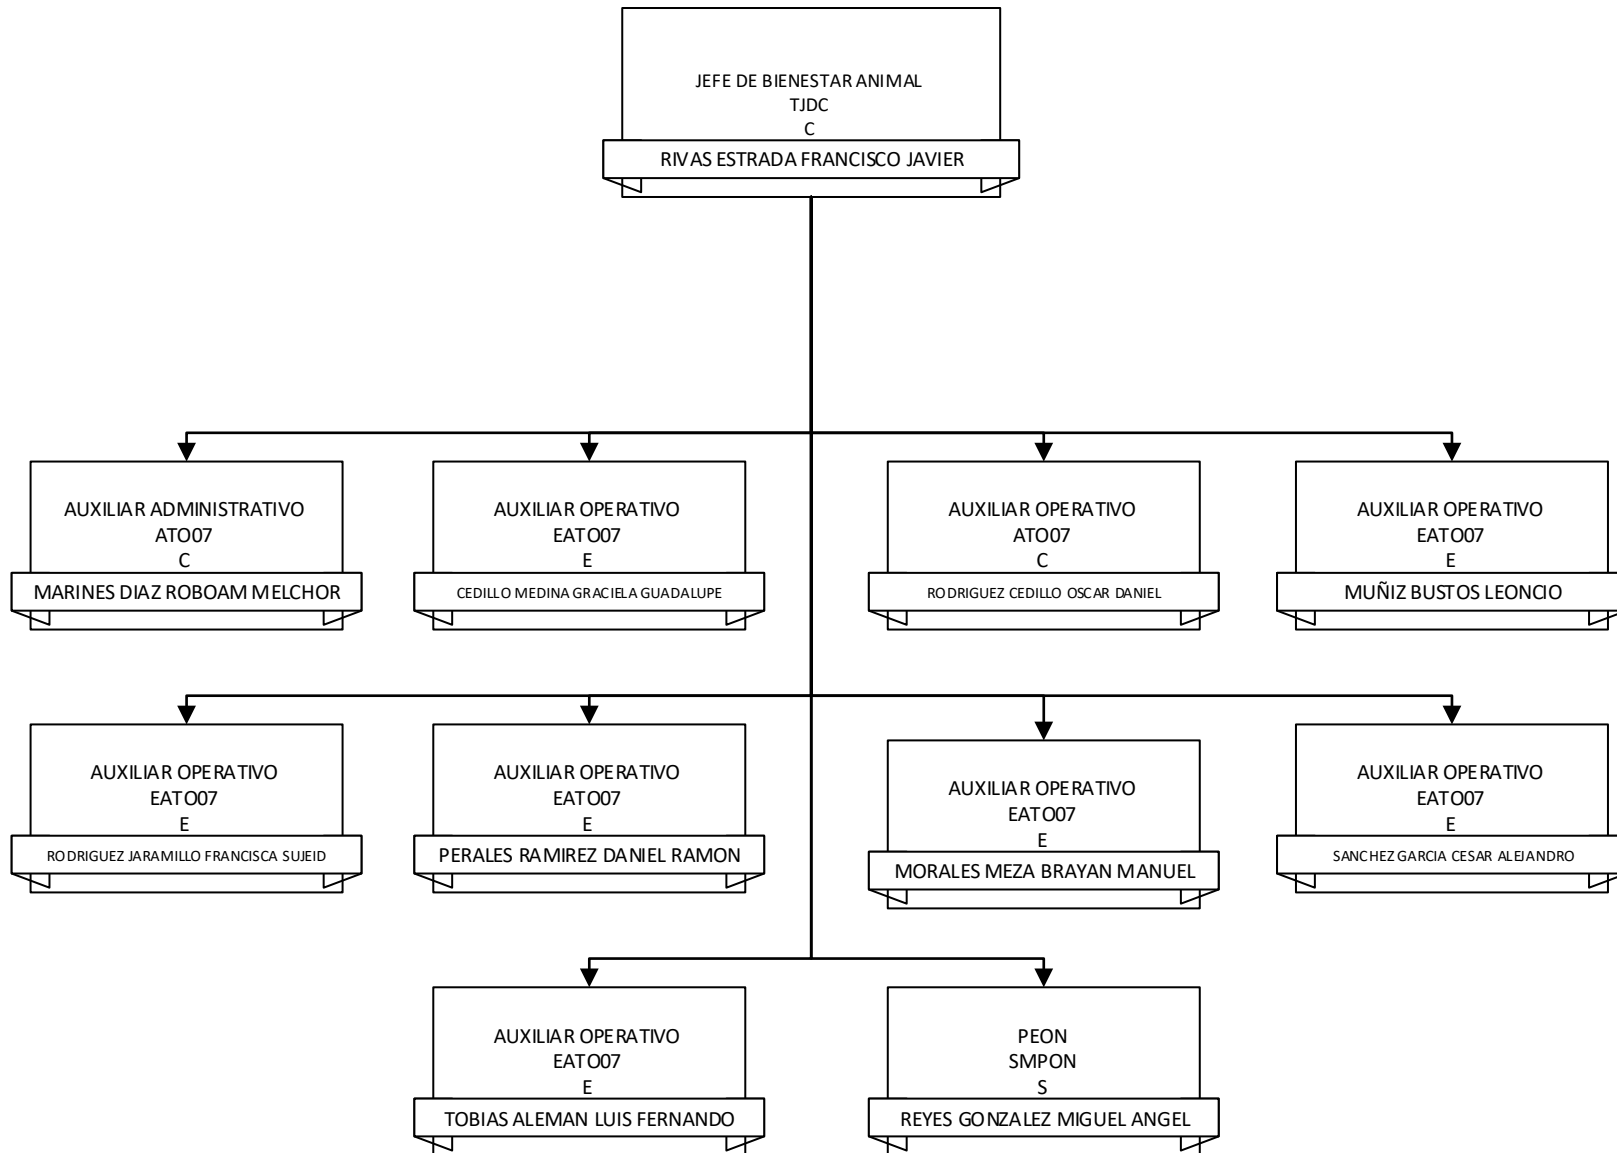 JEFE DE BIENESTAR ANIMAL
TJDC
C
RIVAS ESTRADA FRANCISCO JAVIER
AUXILIAR ADMINISTRATIVO
ATO07
C
MARINES DIAZ ROBOAM MELCHOR
AUXILIAR OPERATIVO
EATO07
E
CEDILLO MEDINA GRACIELA GUADALUPE
AUXILIAR OPERATIVO
ATO07
C
RODRIGUEZ CEDILLO OSCAR DANIEL
AUXILIAR OPERATIVO
EATO07
E
MUÑIZ BUSTOS LEONCIO
AUXILIAR OPERATIVO
EATO07
E
RODRIGUEZ JARAMILLO FRANCISCA SUJEID
AUXILIAR OPERATIVO
EATO07
E
PERALES RAMIREZ DANIEL RAMON
AUXILIAR OPERATIVO
EATO07
E
MORALES MEZA BRAYAN MANUEL
AUXILIAR OPERATIVO
EATO07
E
SANCHEZ GARCIA CESAR ALEJANDRO
AUXILIAR OPERATIVO
EATO07
E
TOBIAS ALEMAN LUIS FERNANDO
PEON
SMPON
S
REYES GONZALEZ MIGUEL ANGEL